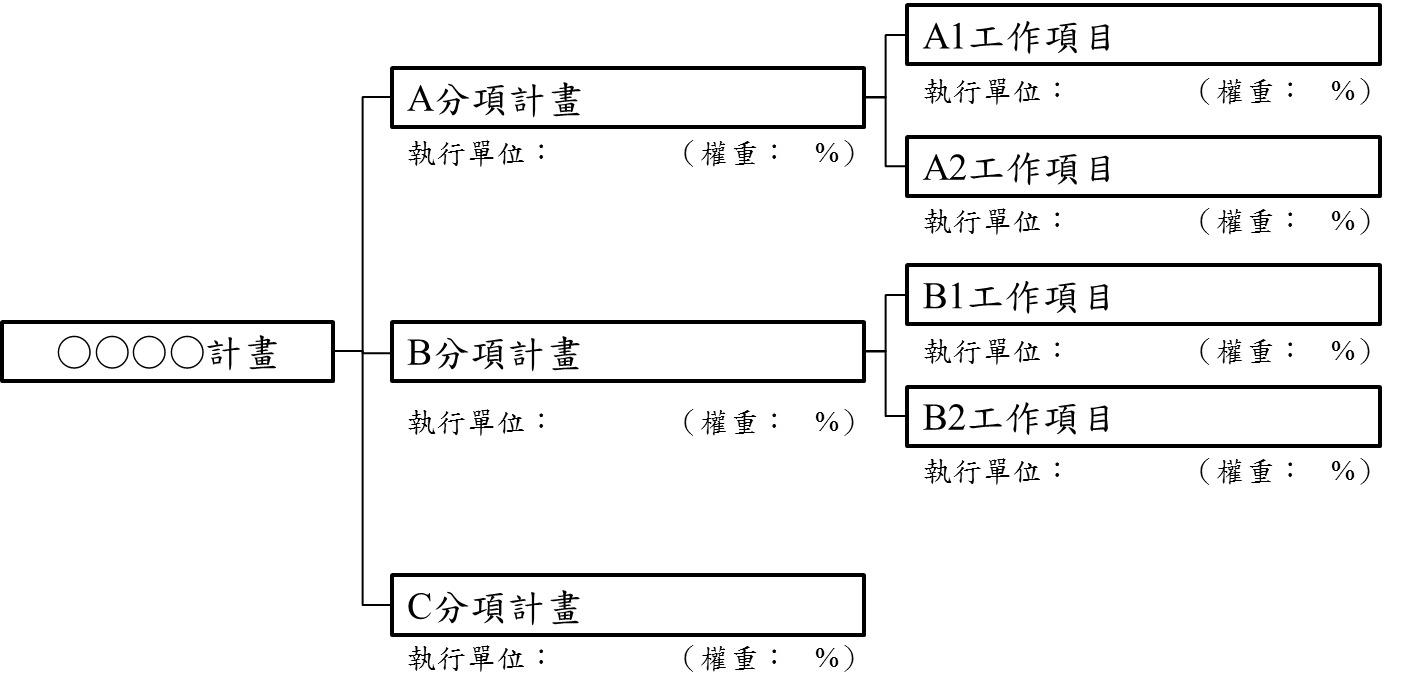 A1工作項目
執行單位：　　　　（權重：　%）
A分項計畫
執行單位：　　　　（權重：　%）
A2工作項目
執行單位：　　　　（權重：　%）
B1工作項目
執行單位：　　　　（權重：　%）
○○○○計畫
B分項計畫
執行單位：　　　　（權重：　%）
B2工作項目
執行單位：　　　　（權重：　%）
C分項計畫
執行單位：　　　　（權重：　%）